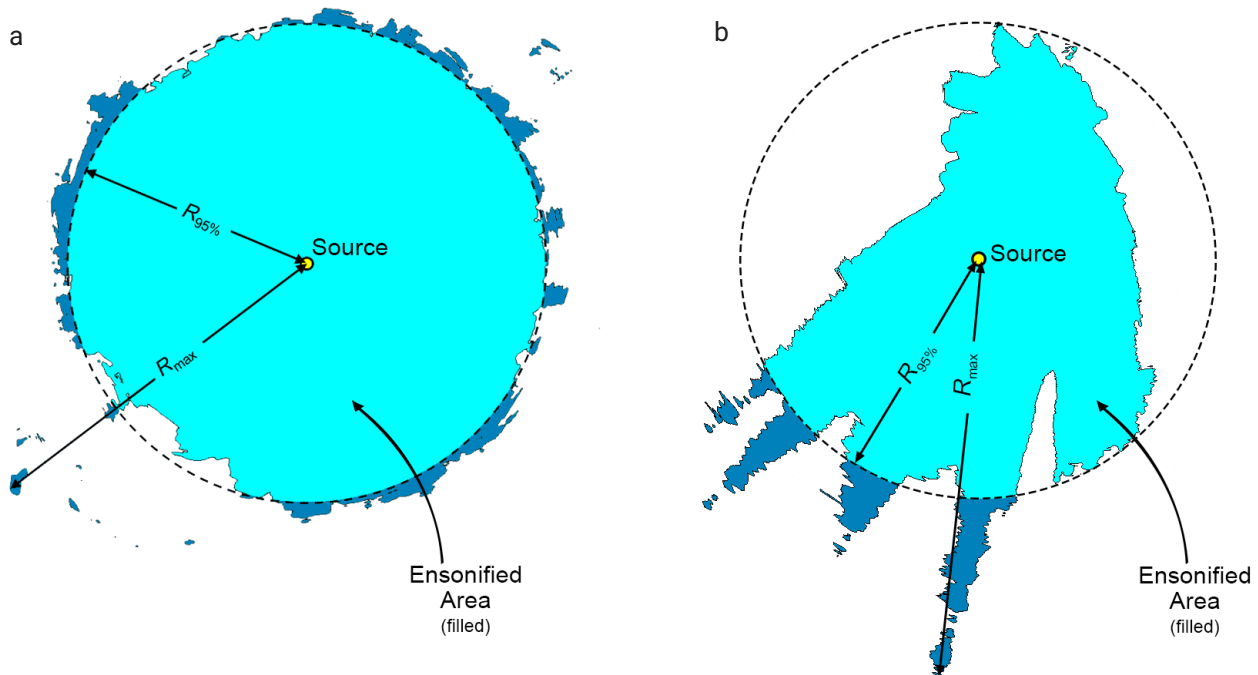 a
R95%
Source
Rmax
Ensonified
Area
(filled)
b
Source
R95%
Rmax
Ensonified
Area
(filled)